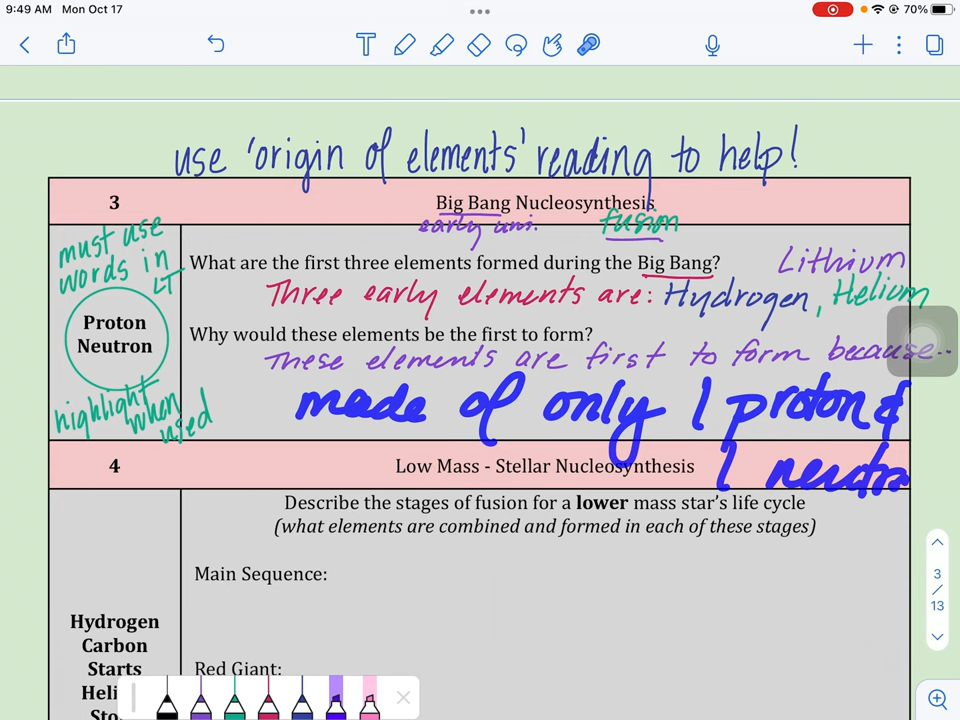 9:49 AM Mon Oct 17
70%
T
use 'origin of elements' reading to help!
3 Big Bang Nucleosynthesis
early uni. fusion
must use
words in
LT
Proton
Neutron
highlight
when
used
What are the first three elements formed during the Big Bang? Lithium
Three early elements are: Hydrogen, Helium
Why would these elements be the first to form?
These elements are first to form because...
made of only 1 proton &
1 neutron
4 Low Mass - Stellar Nucleosynthesis
Describe the stages of fusion for a lower mass star's life cycle
(what elements are combined and formed in each of these stages)
Main Sequence:
Hydrogen
Carbon
Starts
Red Giant:
3
/
13